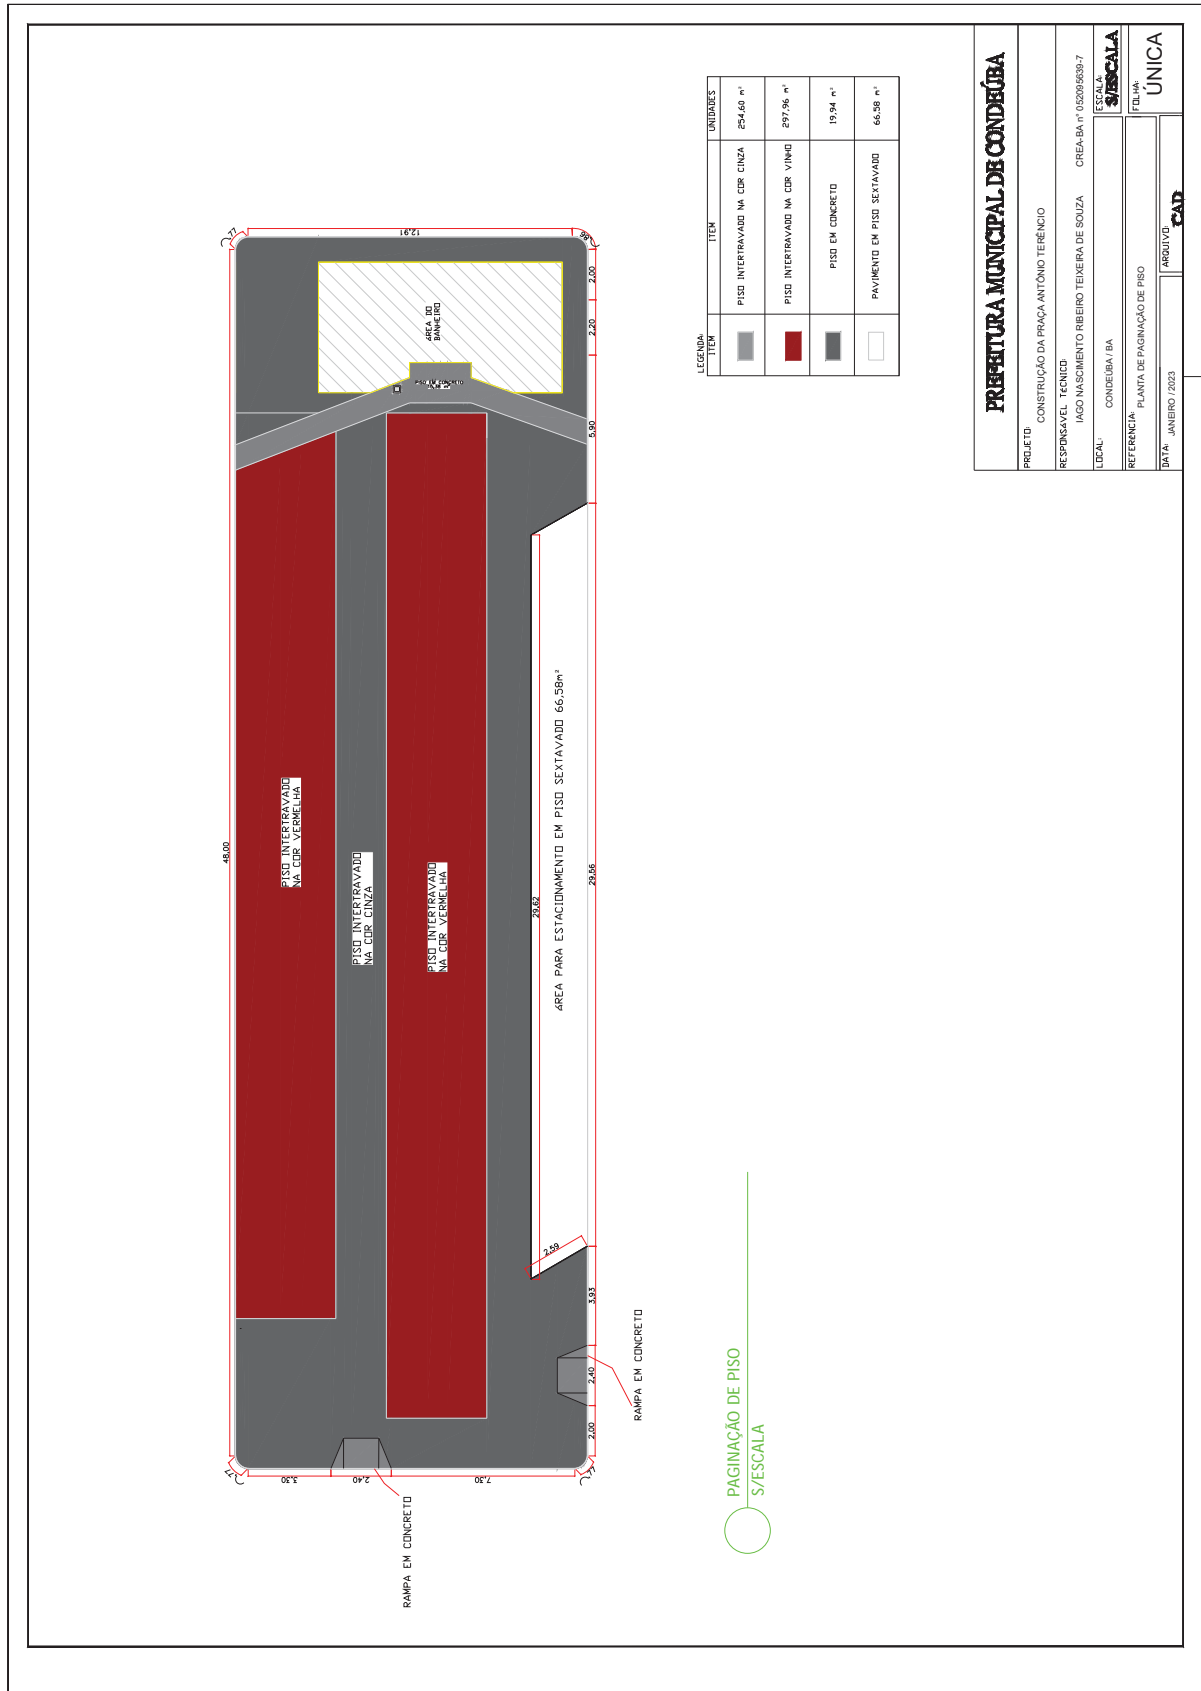 PREFEITURA MUNICIPAL DE CONDEÚBA
PROJETO:
CONSTRUÇÃO DA PRAÇA ANTÔNIO TERÊNCIO
RESPONSÁVEL TÉCNICO:
IAGO NASCIMENTO RIBEIRO TEIXEIRA DE SOUZA CREA-BA nº 052095639-7
LOCAL:
CONDEÚBA / BA
ESCALA:
S/ESCALA
REFERÊNCIA:
PLANTA DE PAGINAÇÃO DE PISO
FOLHA:
ÚNICA
DATA:
JANEIRO / 2023
ARQUIVO:
CAD
LEGENDA:
ITEM ITEM UNIDADES
PISO INTERTRAVADO NA COR CINZA 254,60 m²
PISO INTERTRAVADO NA COR VINHO 297,96 m²
PISO EM CONCRETO 19,94 m²
PAVIMENTO EM PISO SEXTAVADO 66,58 m²
48,00
,77
12,91
,77
3,30
2,40
7,30
,77
2,00
2,40
3,93
29,56
5,90
2,20
2,00
29,62
2,59
ÁREA DO
BANHEIRO
PISO EM CONCRETO
PISO INTERTRAVADO
NA COR VERMELHA
PISO INTERTRAVADO
NA COR CINZA
PISO INTERTRAVADO
NA COR VERMELHA
ÁREA PARA ESTACIONAMENTO EM PISO SEXTAVADO 66,58m²
RAMPA EM CONCRETO
RAMPA EM CONCRETO
PAGINAÇÃO DE PISO
S/ESCALA